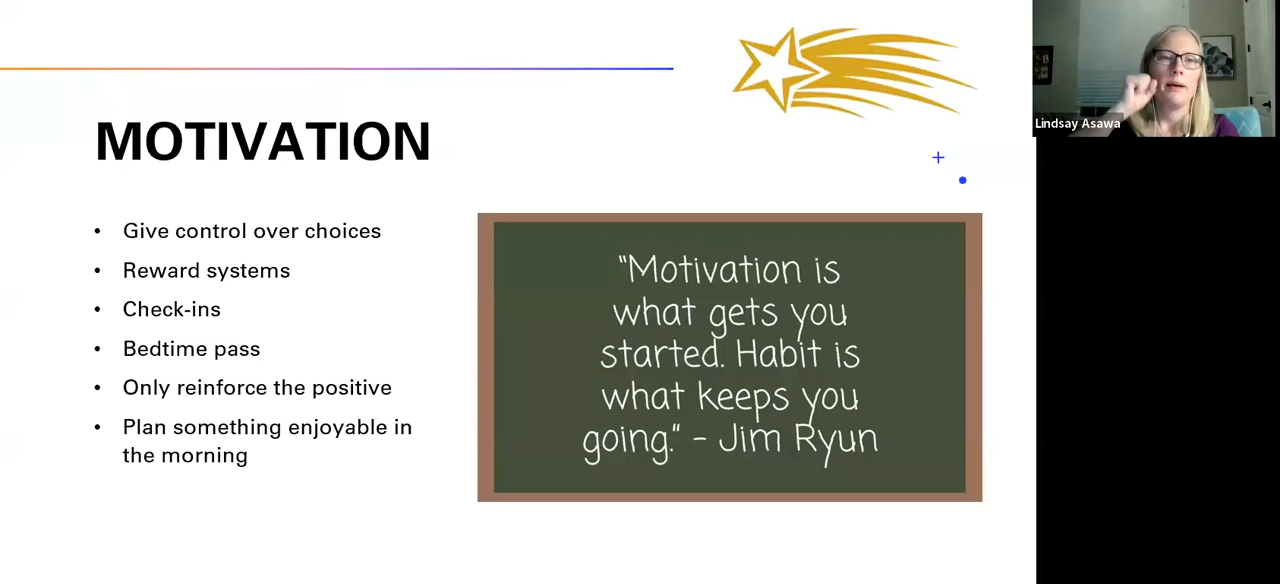 MOTIVATION
• Give control over choices
• Reward systems
• Check-ins
• Bedtime pass
• Only reinforce the positive
• Plan something enjoyable in
the morning
"Motivation is
what gets you
started. Habit is
what keeps you
going." - Jim Ryun
Lindsay Asawa